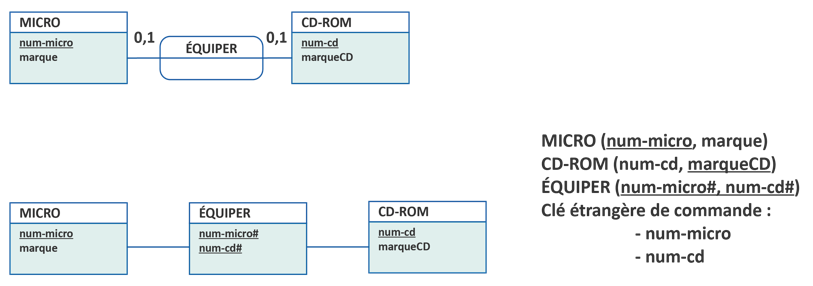 MICRO
num-micro
marque
0,1
ÉQUIPER
0,1
CD-ROM
num-cd
marqueCD
MICRO (num-micro, marque)
CD-ROM (num-cd, marqueCD)
ÉQUIPER (num-micro#, num-cd#)
Clé étrangère de commande :
- num-micro
- num-cd
MICRO
num-micro
marque
ÉQUIPER
num-micro#
num-cd#
CD-ROM
num-cd
marqueCD